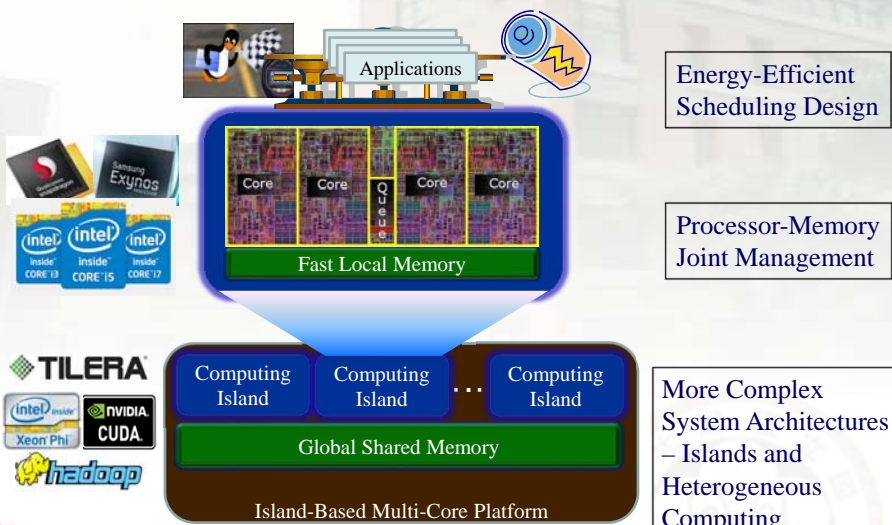 Applications
Energy-Efficient
Scheduling Design
Qualcomm
snapdragon
Samsung
Exynos
Core
Core
Queue
Core
Core
Processor-Memory
Joint Management
intel
inside
CORE i3
intel
inside
CORE i5
intel
inside
CORE i7
Fast Local Memory
TILERA
Computing
Island
Computing
Island
...
Computing
Island
More Complex
System Architectures
– Islands and
Heterogeneous
Computing
intel inside
Xeon Phi
NVIDIA.
CUDA.
hadoop
Global Shared Memory
Island-Based Multi-Core Platform